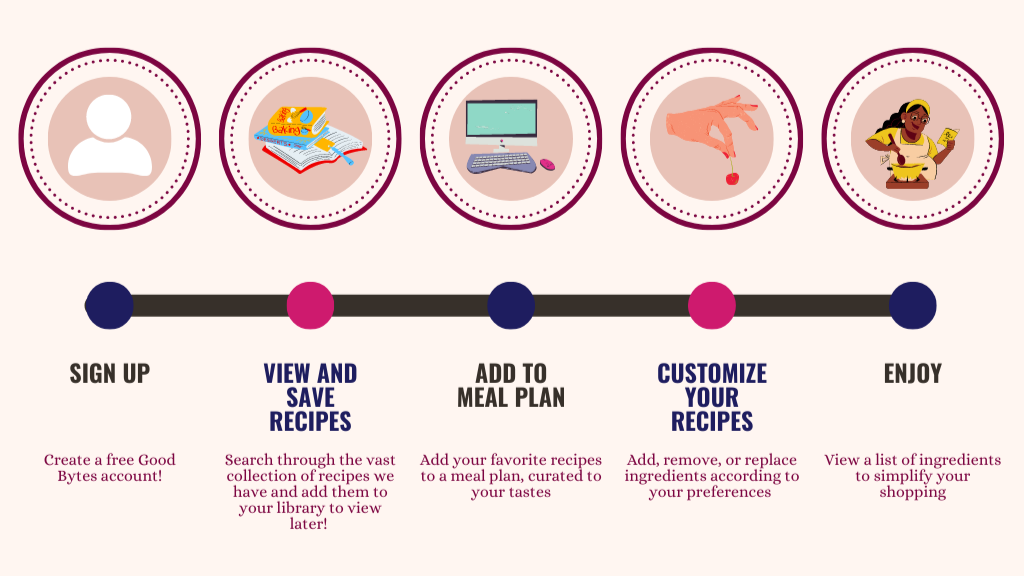 Baking
SIGN UP
Create a free Good
Bytes account!
VIEW AND
SAVE
RECIPES
Search through the vast
collection of recipes we
have and add them to
your library to view
later!
ADD TO
MEAL PLAN
Add your favorite recipes
to a meal plan, curated to
your tastes
CUSTOMIZE
YOUR
RECIPES
Add, remove, or replace
ingredients according to
your preferences
ENJOY
View a list of ingredients
to simplify your
shopping